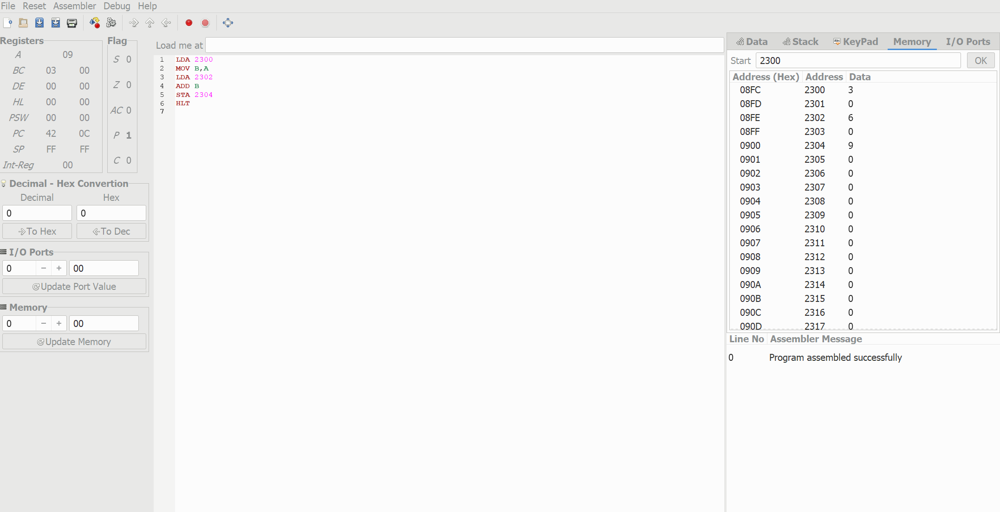 File Reset Assembler Debug Help
Registers
A 09
BC 03 00
DE 00 00
HL 00 00
PSW 00 00
PC 42 0C
SP FF FF
Int-Reg 00
Flag
S 0
Z 0
AC 0
P 1
C 0
Decimal - Hex Convertion
Decimal Hex
0 0
To Hex To Dec
I/O Ports
0 − + 00
Update Port Value
Memory
0 − + 00
Update Memory
Load me at
1 LDA 2300
2 MOV B,A
3 LDA 2302
4 ADD B
5 STA 2304
6 HLT
7
Data Stack Abc KeyPad Memory I/O Ports
Start 2300 OK
Address (Hex) Address Data
08FC 2300 3
08FD 2301 0
08FE 2302 6
08FF 2303 0
0900 2304 9
0901 2305 0
0902 2306 0
0903 2307 0
0904 2308 0
0905 2309 0
0906 2310 0
0907 2311 0
0908 2312 0
0909 2313 0
090A 2314 0
090B 2315 0
090C 2316 0
090D 2317 0
Line No Assembler Message
0 Program assembled successfully